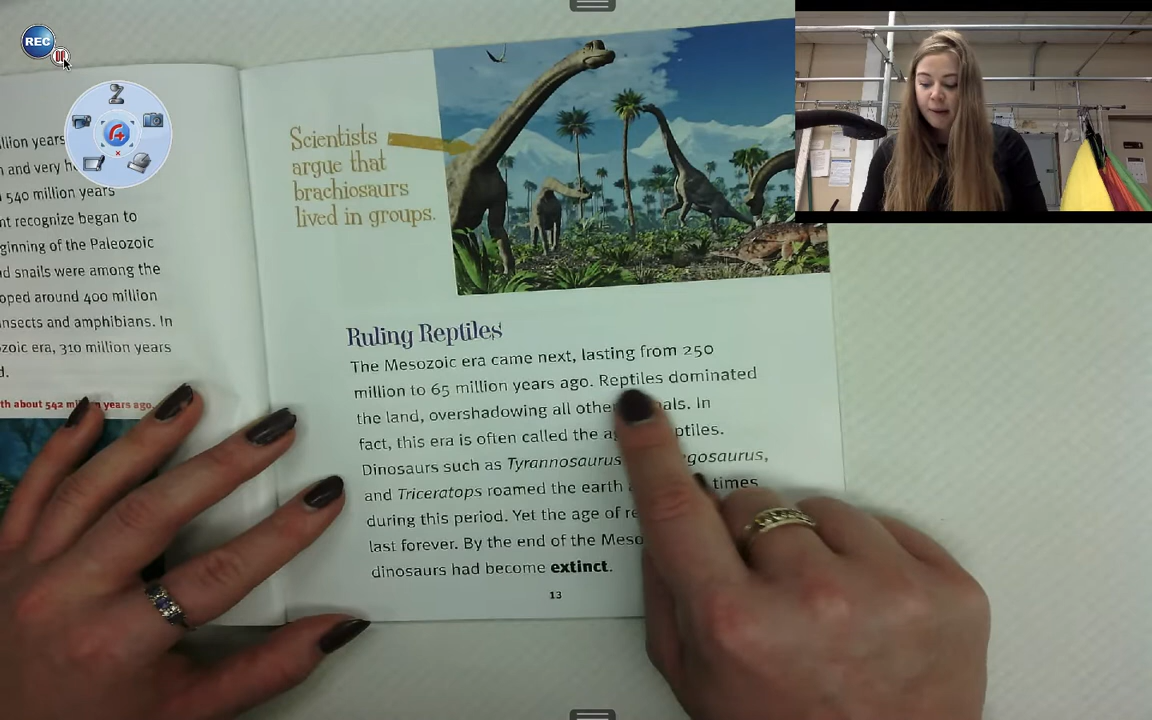 REC
llion years
n and very h
540 million years
nt recognize began to
ginning of the Paleozoic
d snails were among the
oped around 400 million
insects and amphibians. In
zoic era, 310 million years
d.
th about 542 mil years ago.
Scientists
argue that
brachiosaurs
lived in groups.
Ruling Reptiles
The Mesozoic era came next, lasting from 250
million to 65 million years ago. Reptiles dominated
the land, overshadowing all othe als. In
fact, this era is often called the a ptiles.
Dinosaurs such as Tyrannosaurus gosaurus,
and Triceratops roamed the earth a times
during this period. Yet the age of re
last forever. By the end of the Meso
dinosaurs had become extinct.
13